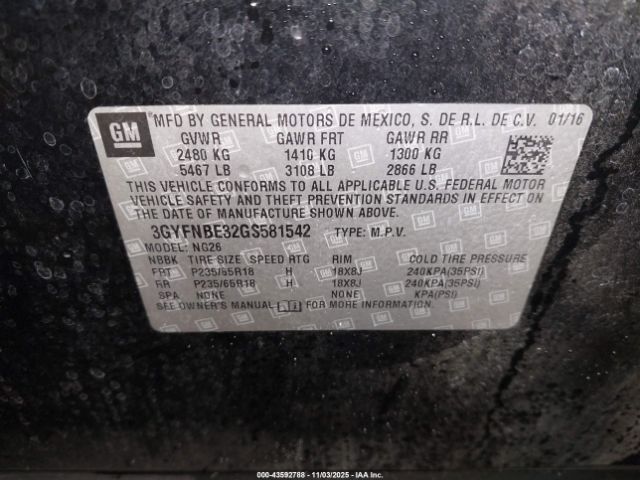 GM
MFD BY GENERAL MOTORS DE MEXICO, S. DE R.L. DE C.V. 01/16
GVWR GAWR FRT GAWR RR
2480 KG 1410 KG 1300 KG
5467 LB 3108 LB 2866 LB
THIS VEHICLE CONFORMS TO ALL APPLICABLE U.S. FEDERAL MOTOR
VEHICLE SAFETY AND THEFT PREVENTION STANDARDS IN EFFECT
ON THE DATE OF MANUFACTURE SHOWN ABOVE.
3GYFNBE32GS581542 TYPE: M.P.V.
MODEL: NG26
NBBK TIRE SIZE SPEED RTG RIM COLD TIRE PRESSURE
FRT P235/65R18 H 18X8J 240KPA(35PSI)
RR P235/65R18 H 18X8J 240KPA(35PSI)
SPA NONE NONE KPA(PSI)
SEE OWNER'S MANUAL FOR MORE INFORMATION.
000-43592788 - 11/03/2025 - IAAI.COM